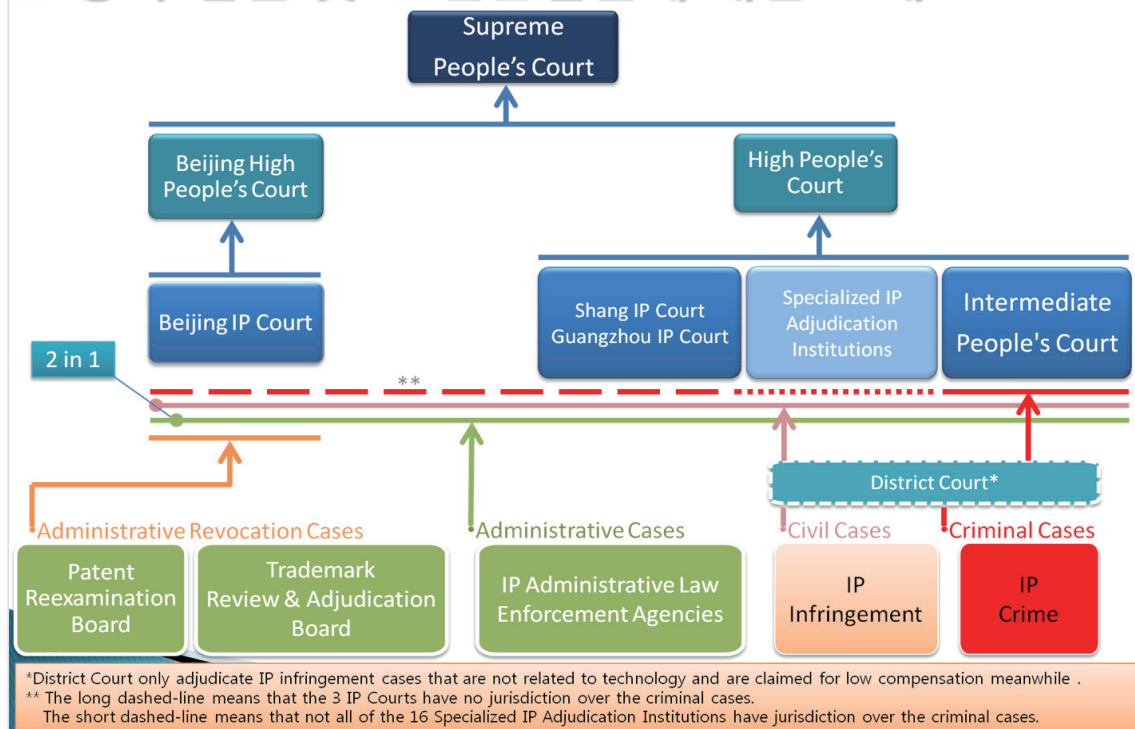 Supreme
People's Court
Beijing High
People's Court
High People's
Court
Beijing IP Court
Shang IP Court
Guangzhou IP Court
Specialized IP
Adjudication
Institutions
Intermediate
People's Court
2 in 1
**
District Court*
Administrative Revocation Cases
Administrative Cases
Civil Cases
Criminal Cases
Patent
Reexamination
Board
Trademark
Review & Adjudication
Board
IP Administrative Law
Enforcement Agencies
IP
Infringement
IP
Crime
*District Court only adjudicate IP infringement cases that are not related to technology and are claimed for low compensation meanwhile .
** The long dashed-line means that the 3 IP Courts have no jurisdiction over the criminal cases.
The short dashed-line means that not all of the 16 Specialized IP Adjudication Institutions have jurisdiction over the criminal cases.